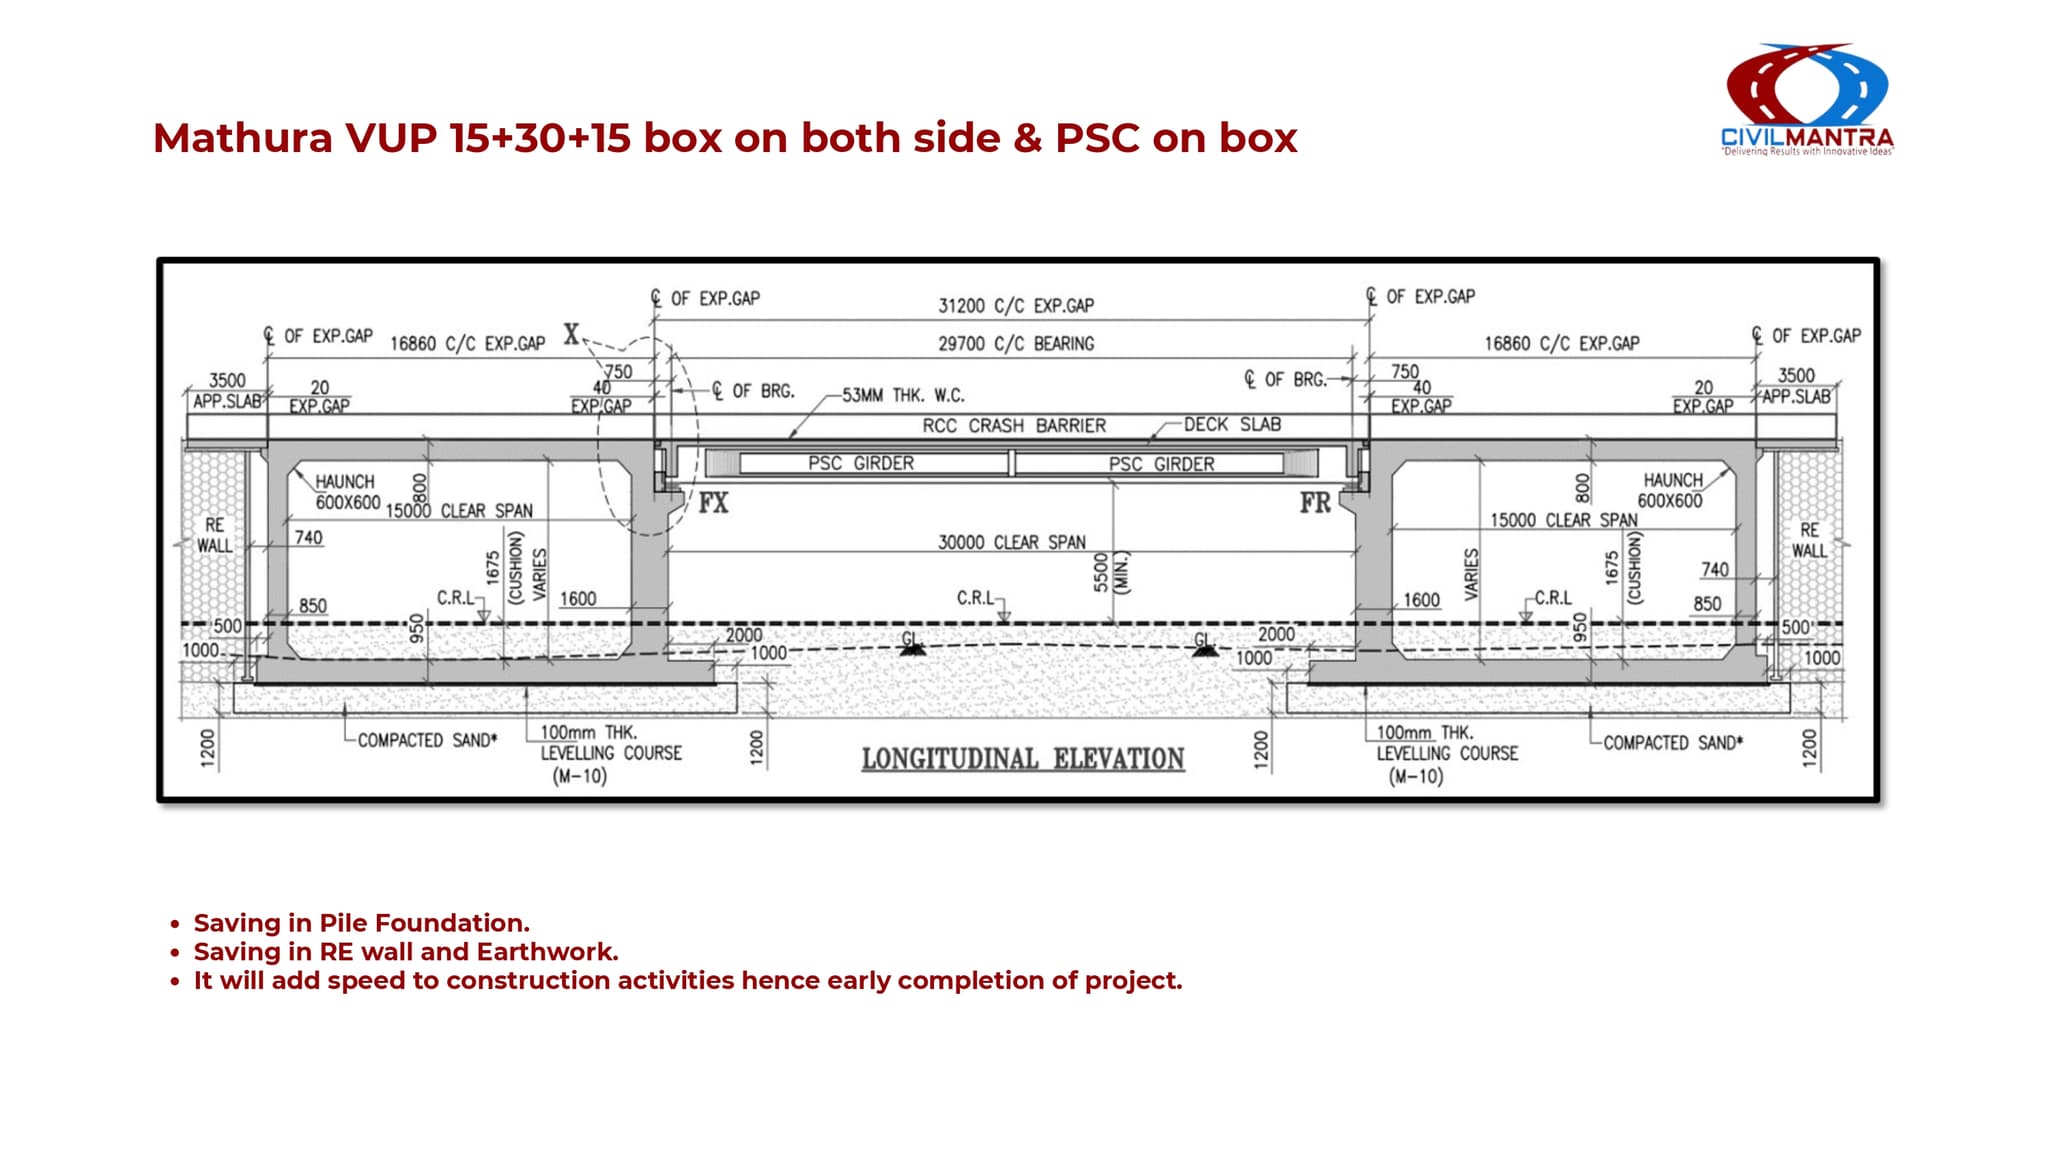 Mathura VUP 15+30+15 box on both side & PSC on box
CIVILMANTRA
"Delivering Results with Innovative Ideas"
℄ OF EXP.GAP
31200 C/C EXP.GAP
℄ OF EXP.GAP
℄ OF EXP.GAP
16860 C/C EXP.GAP
X
29700 C/C BEARING
16860 C/C EXP.GAP
℄ OF EXP.GAP
3500
APP.SLAB
20
EXP.GAP
750
40
EXP.GAP
℄ OF BRG.
53MM THK. W.C.
℄ OF BRG.
750
40
EXP.GAP
20
EXP.GAP
3500
APP.SLAB
RCC CRASH BARRIER
DECK SLAB
PSC GIRDER
PSC GIRDER
HAUNCH
600X600
800
15000 CLEAR SPAN
FX
FR
800
HAUNCH
600X600
15000 CLEAR SPAN
RE
WALL
740
1675
(CUSHION)
VARIES
30000 CLEAR SPAN
5500
(MIN.)
VARIES
1675
(CUSHION)
740
RE
WALL
850
C.R.L
1600
C.R.L
1600
C.R.L
850
500
950
2000
GL
GL
2000
950
500
1000
1000
1000
1000
1200
COMPACTED SAND*
100mm THK.
LEVELLING COURSE
(M-10)
1200
LONGITUDINAL ELEVATION
1200
100mm THK.
LEVELLING COURSE
(M-10)
COMPACTED SAND*
1200
• Saving in Pile Foundation.
• Saving in RE wall and Earthwork.
• It will add speed to construction activities hence early completion of project.